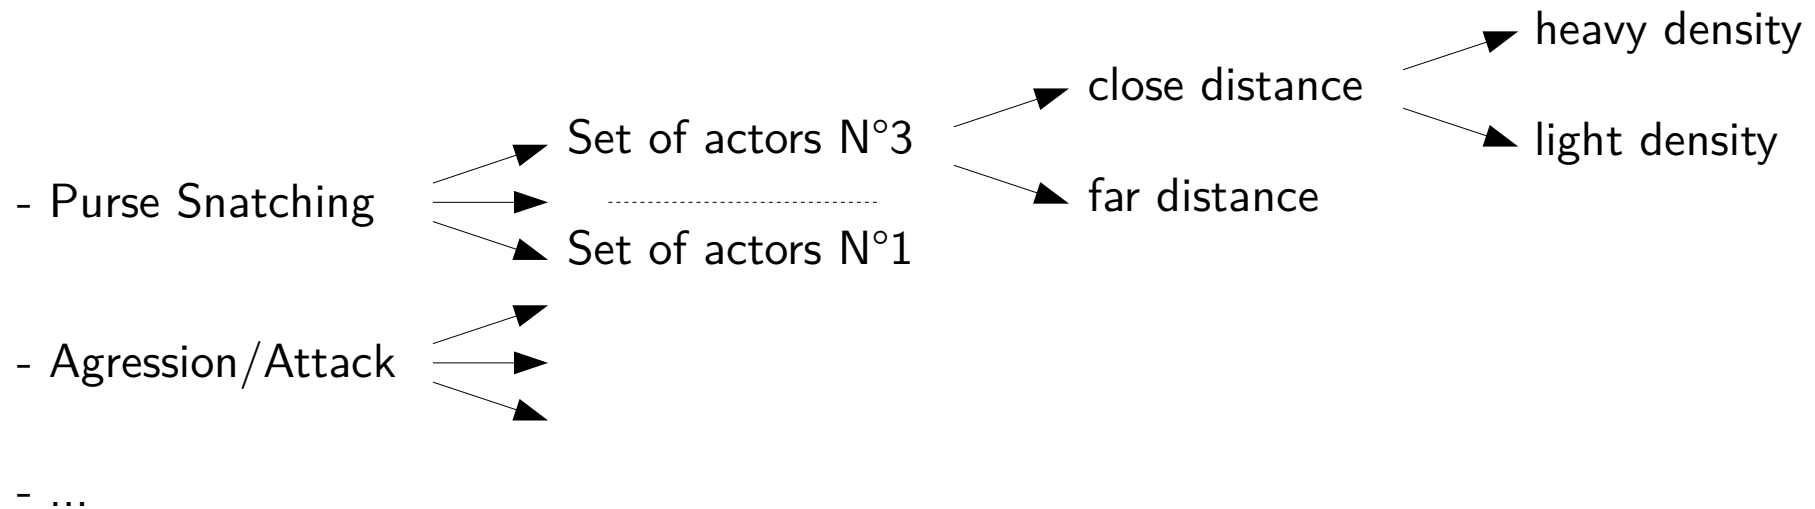 heavy density
close distance
Set of actors N°3
light density
- Purse Snatching
far distance
Set of actors N°1
- Agression/Attack
- ...